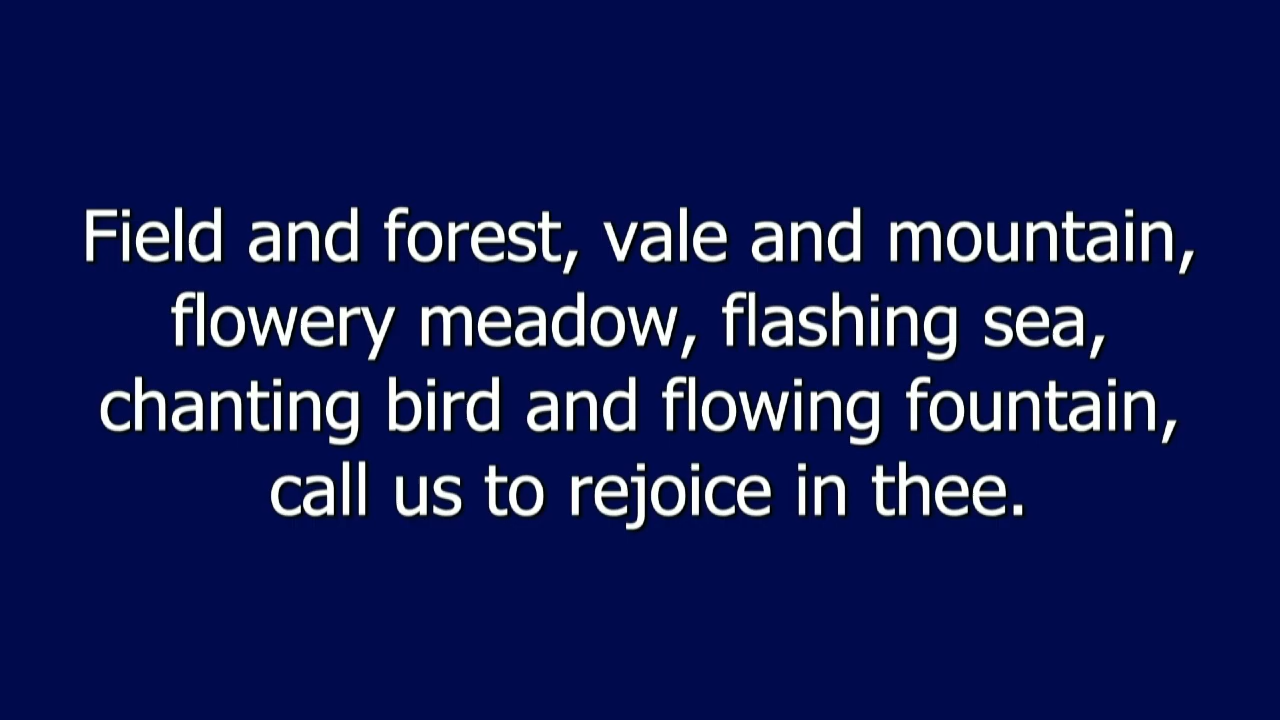 Field and forest, vale and mountain,
flowery meadow, flashing sea,
chanting bird and flowing fountain,
call us to rejoice in thee.